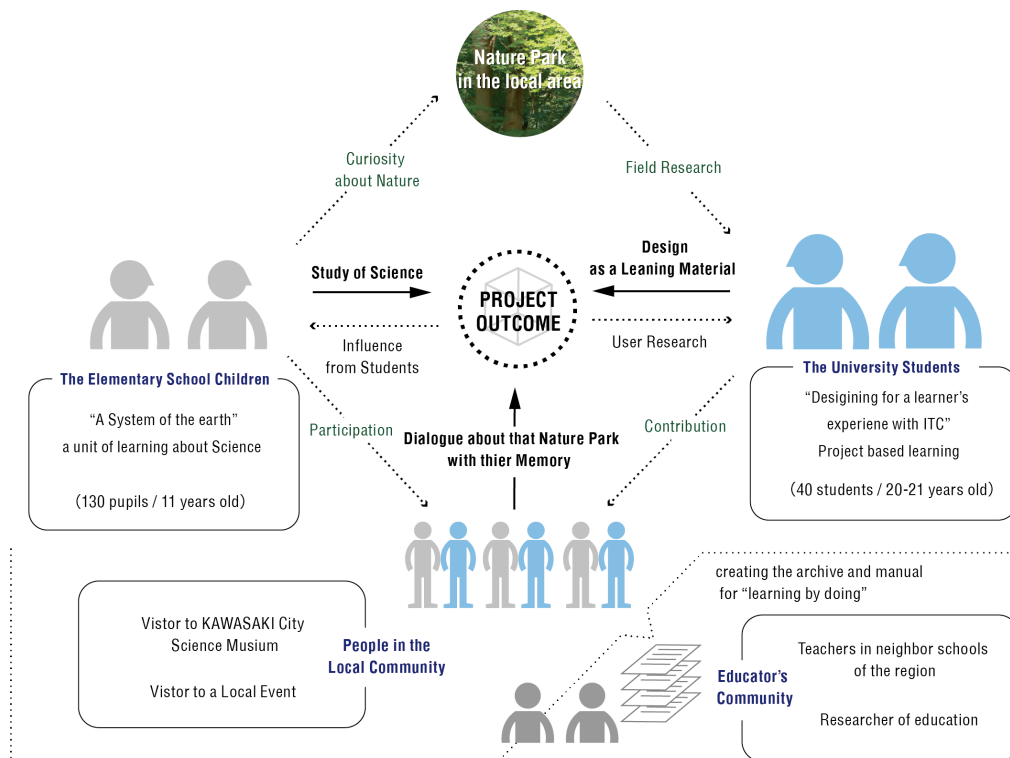 Nature Park
in the local area
Curiosity
about Nature
Field Research
Study of Science
Design
as a Leaning Material
PROJECT
OUTCOME
Influence
from Students
User Research
The Elementary School Children
“A System of the earth”
a unit of learning about Science
(130 pupils / 11 years old)
The University Students
“Desigining for a learner’s
experiene with ITC”
Project based learning
(40 students / 20-21 years old)
Participation
Dialogue about that Nature Park
with thier Memory
Contribution
creating the archive and manual
for “learning by doing”
Vistor to KAWASAKI City
Science Musium
Vistor to a Local Event
People in the
Local Community
Educator’s
Community
Teachers in neighbor schools
of the region
Researcher of education